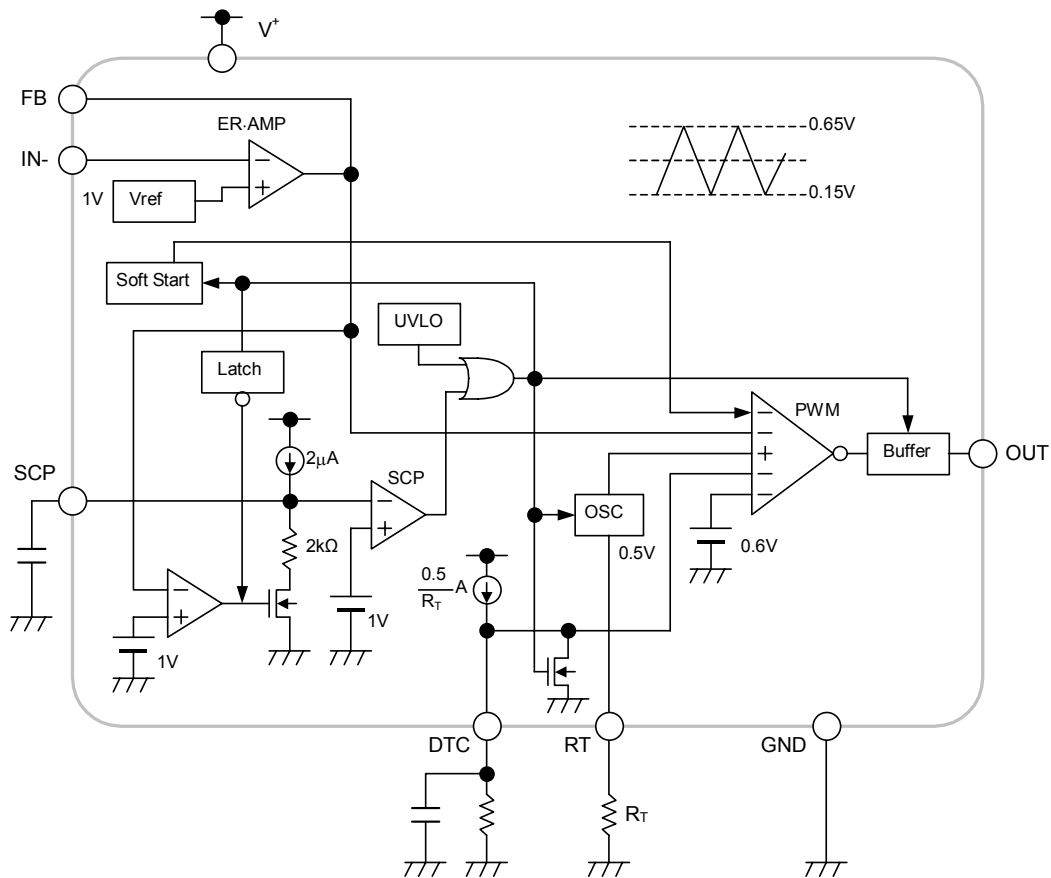 V+
FB
ER·AMP
0.65V
IN-
1V
Vref
0.15V
Soft Start
UVLO
Latch
PWM
Buffer
OUT
2μA
SCP
SCP
OSC
2kΩ
0.5V
0.6V
0.5
RT
A
1V
1V
DTC
RT
GND
RT
− + − + − + − + − − + − −